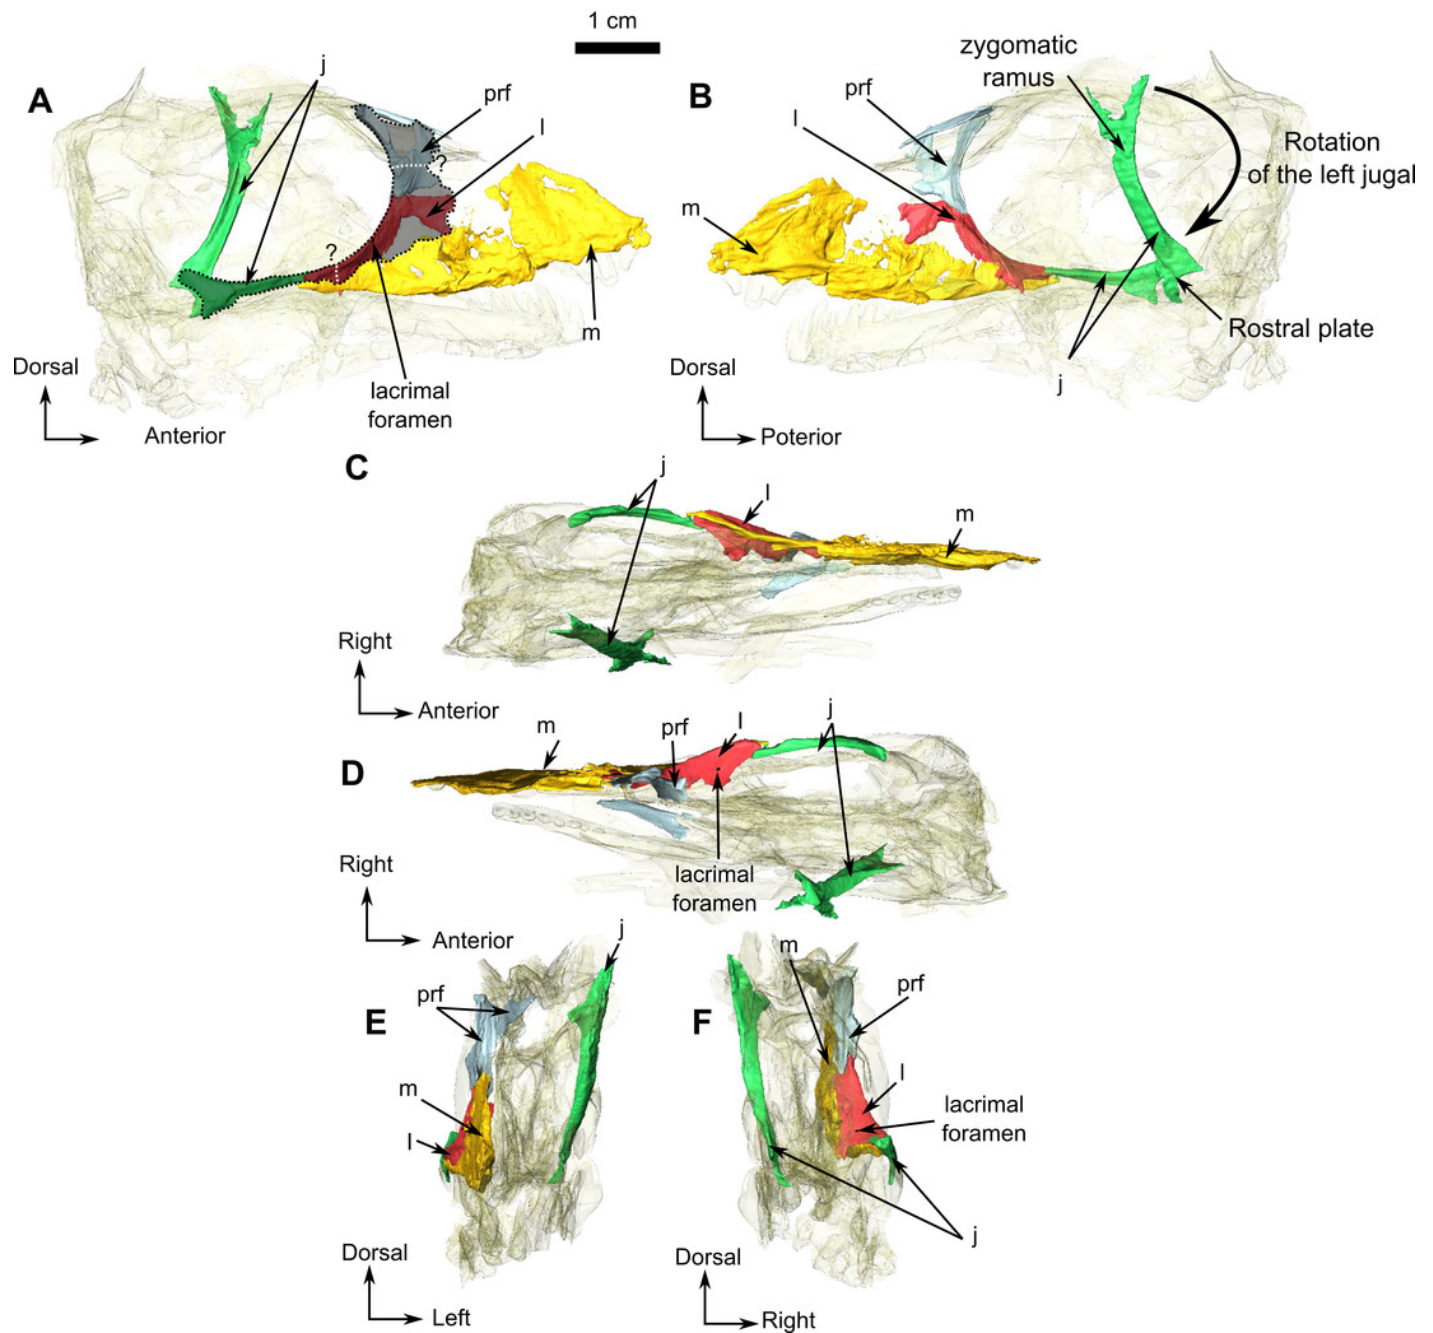 1 cm
A
j
prf
l
?
?
m
lacrimal
foramen
Dorsal
Anterior
B
zygomatic
ramus
prf
l
m
Rotation
of the left jugal
Rostral plate
j
Dorsal
Poterior
C
j
l
m
Right
Anterior
D
m
prf
l
j
lacrimal
foramen
Right
Anterior
E
j
prf
m
l
Dorsal
Left
F
m
prf
l
lacrimal
foramen
j
Dorsal
Right